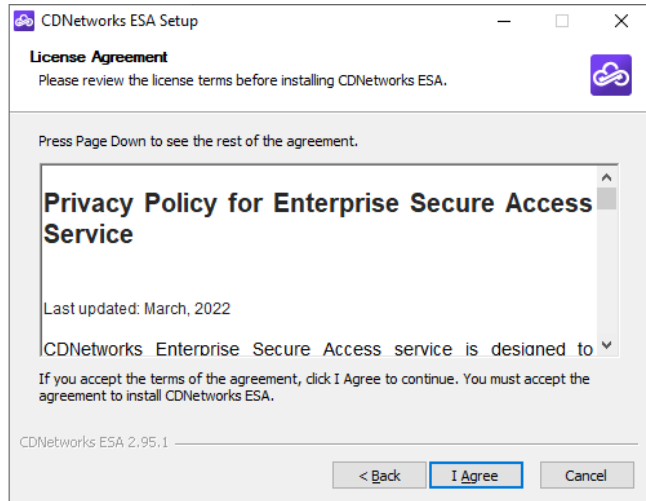 CDNetworks ESA Setup
License Agreement
Please review the license terms before installing CDNetworks ESA.
Press Page Down to see the rest of the agreement.
Privacy Policy for Enterprise Secure Access
Service
Last updated: March, 2022
CDNetworks Enterprise Secure Access service is designed to
If you accept the terms of the agreement, click I Agree to continue. You must accept the
agreement to install CDNetworks ESA.
CDNetworks ESA 2.95.1
< Back I Agree Cancel